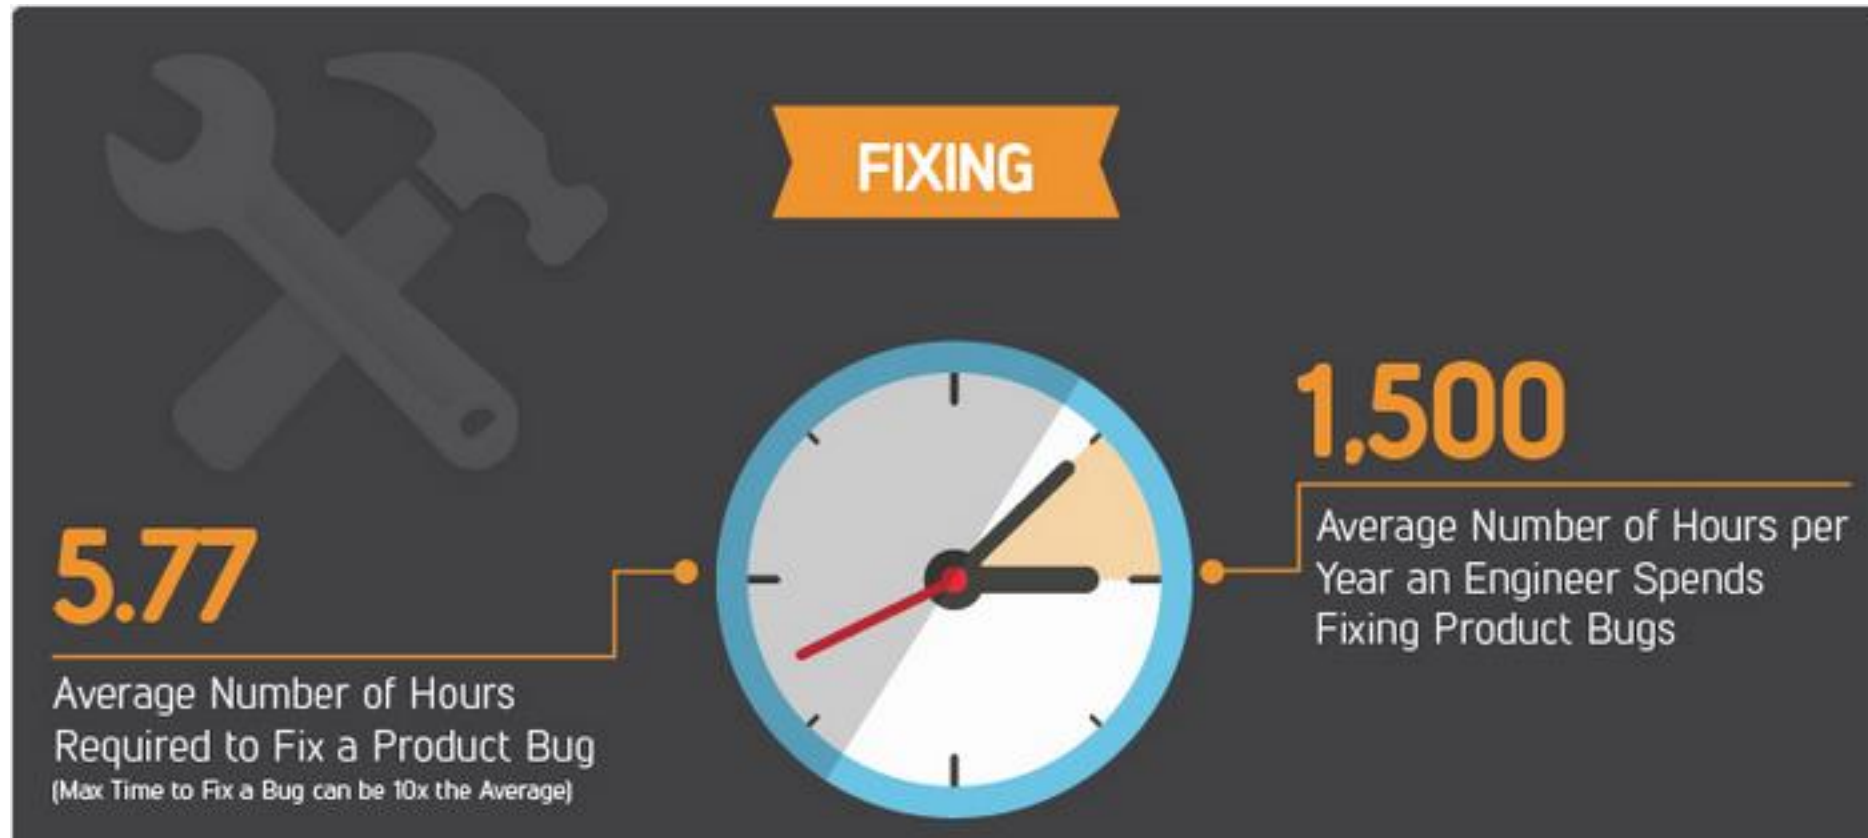 FIXING
5.77
Average Number of Hours
Required to Fix a Product Bug
(Max Time to Fix a Bug can be 10x the Average)
1,500
Average Number of Hours per
Year an Engineer Spends
Fixing Product Bugs